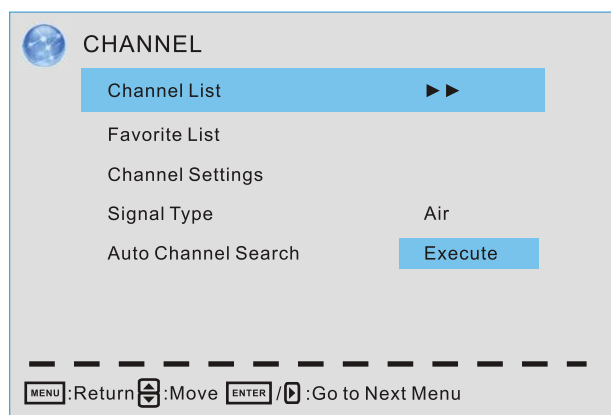 CHANNEL
Channel List ►►
Favorite List
Channel Settings
Signal Type Air
Auto Channel Search Execute
MENU:Return :Move ENTER / :Go to Next Menu